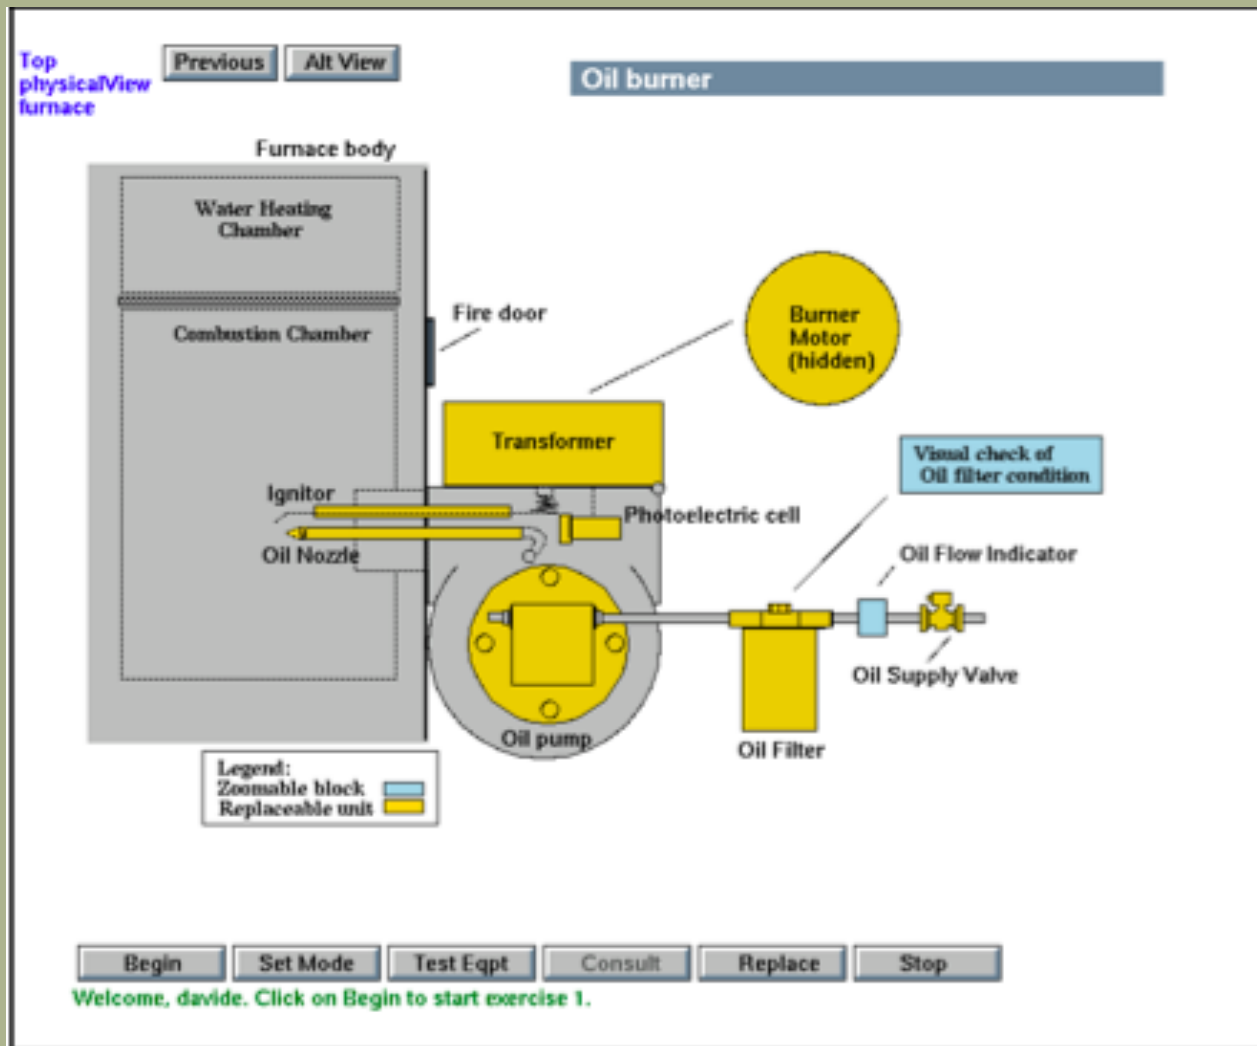 Top
physicalView
furnace
Previous
Alt View
Oil burner
Furnace body
Water Heating
Chamber
Combustion Chamber
Fire door
Burner
Motor
(hidden)
Transformer
Visual check of
Oil filter condition
Ignitor
Photoelectric cell
Oil Nozzle
Oil Flow Indicator
Oil Supply Valve
Oil pump
Oil Filter
Legend:
Zoomable block
Replaceable unit
Begin
Set Mode
Test Eqpt
Consult
Replace
Stop
Welcome, davide. Click on Begin to start exercise 1.